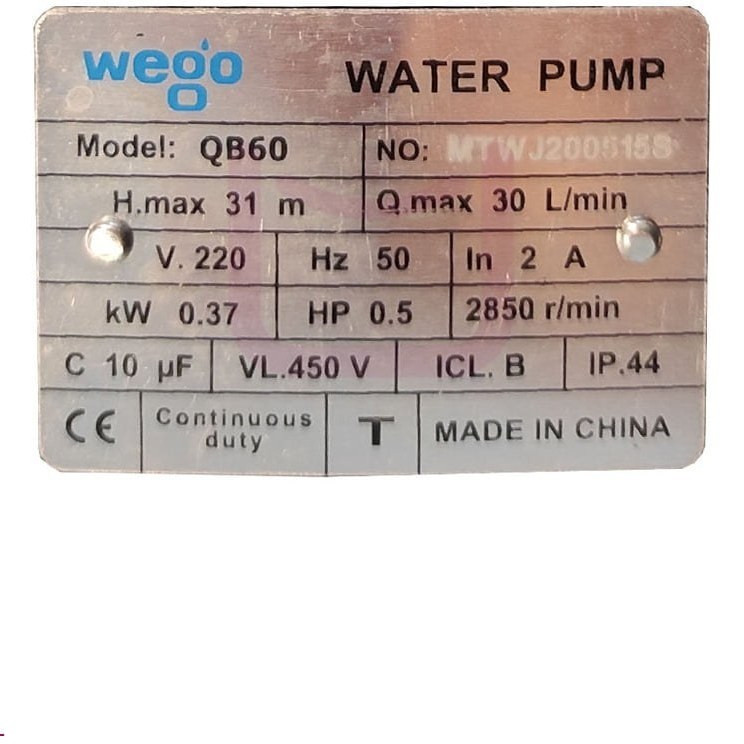 wego WATER PUMP
Model: QB60 NO: MTWJ200515S
H.max 31 m Q.max 30 L/min
V. 220 Hz 50 In 2 A
kW 0.37 HP 0.5 2850 r/min
C 10 µF VL.450 V ICL. B IP.44
CE Continuous duty T MADE IN CHINA